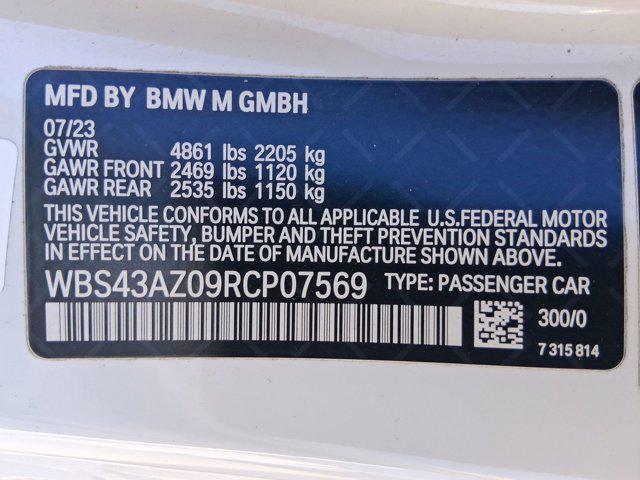 MFD BY BMW M GMBH
07/23
GVWR 4861 lbs 2205 kg
GAWR FRONT 2469 lbs 1120 kg
GAWR REAR 2535 lbs 1150 kg
THIS VEHICLE CONFORMS TO ALL APPLICABLE U.S.FEDERAL MOTOR
VEHICLE SAFETY, BUMPER AND THEFT PREVENTION STANDARDS
IN EFFECT ON THE DATE OF MANUFACTURE SHOWN ABOVE.
WBS43AZ09RCP07569 TYPE: PASSENGER CAR
300/0
7 315 814